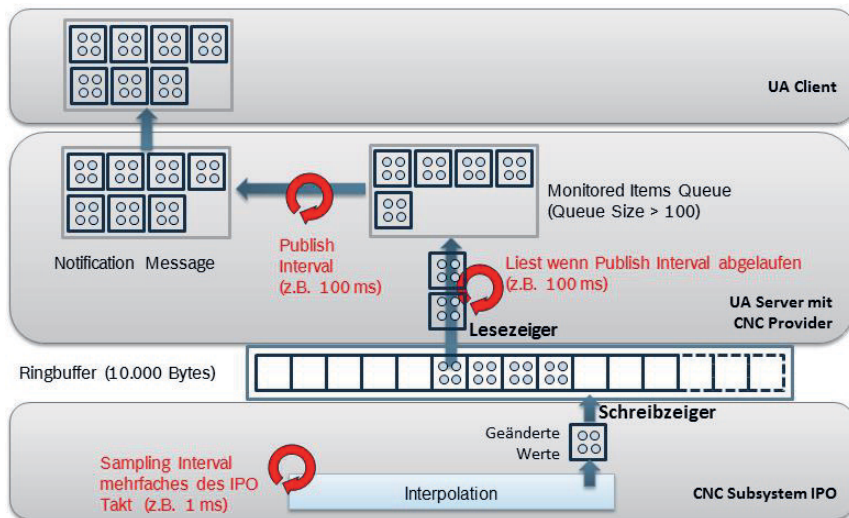 UA Client
Monitored Items Queue
(Queue Size > 100)
Publish
Interval
(z.B. 100 ms)
Notification Message
Liest wenn Publish Interval abgelaufen
(z.B. 100 ms)
UA Server mit
CNC Provider
Lesezeiger
Ringbuffer (10.000 Bytes)
Schreibzeiger
Geänderte
Werte
Sampling Interval
mehrfaches des IPO
Takt (z.B. 1 ms)
Interpolation
CNC Subsystem IPO